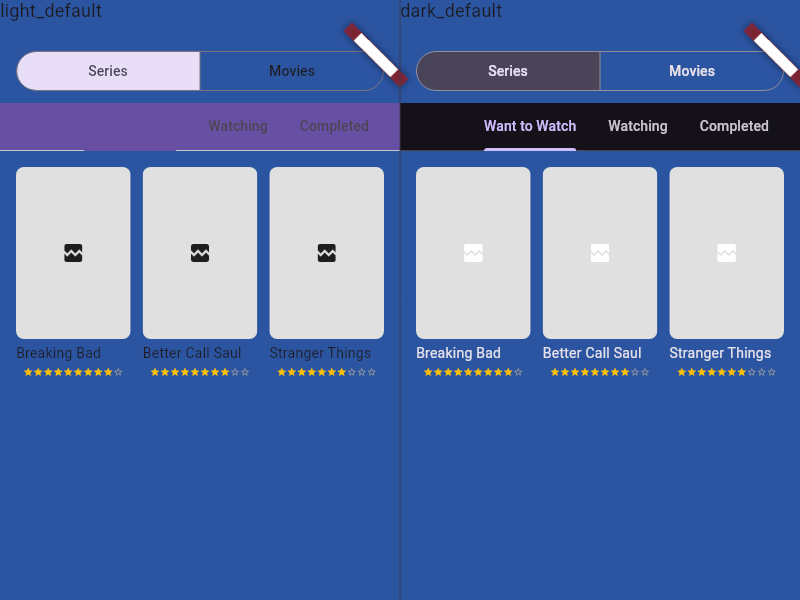 light_default
dark_default
Series
Movies
Series
Movies
Watching
Completed
Want to Watch
Watching
Completed
Breaking Bad
Better Call Saul
Stranger Things
Breaking Bad
Better Call Saul
Stranger Things